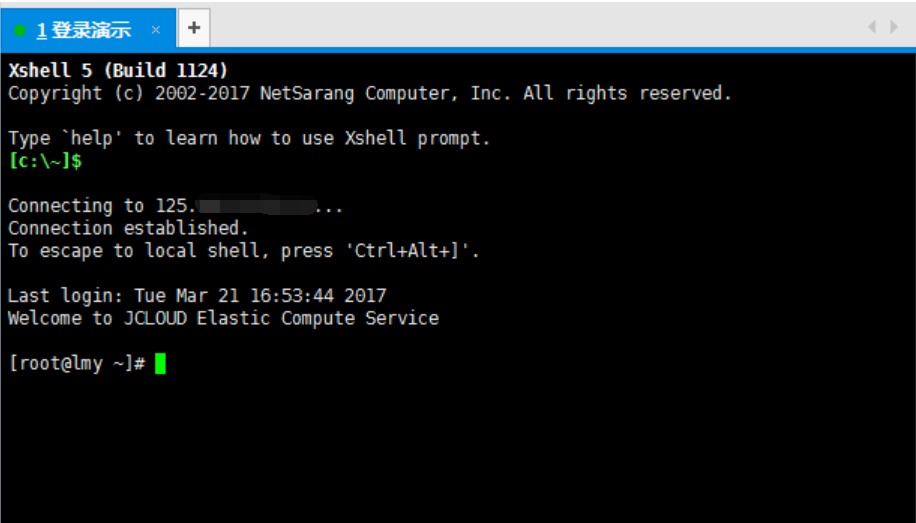 1 登录演示 × +
Xshell 5 (Build 1124)
Copyright (c) 2002-2017 NetSarang Computer, Inc. All rights reserved.
Type `help' to learn how to use Xshell prompt.
[c:\~]$
Connecting to 125. ...
Connection established.
To escape to local shell, press 'Ctrl+Alt+]'.
Last login: Tue Mar 21 16:53:44 2017
Welcome to JCLOUD Elastic Compute Service
[root@lmy ~]#